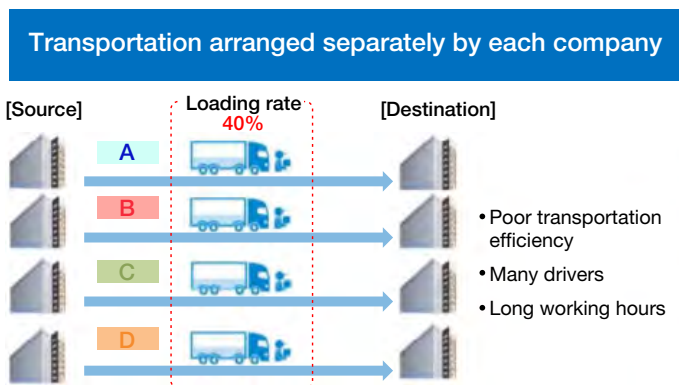 Transportation arranged separately by each company
[Source]
Loading rate
40%
[Destination]
A
B
C
D
• Poor transportation
efficiency
• Many drivers
• Long working hours